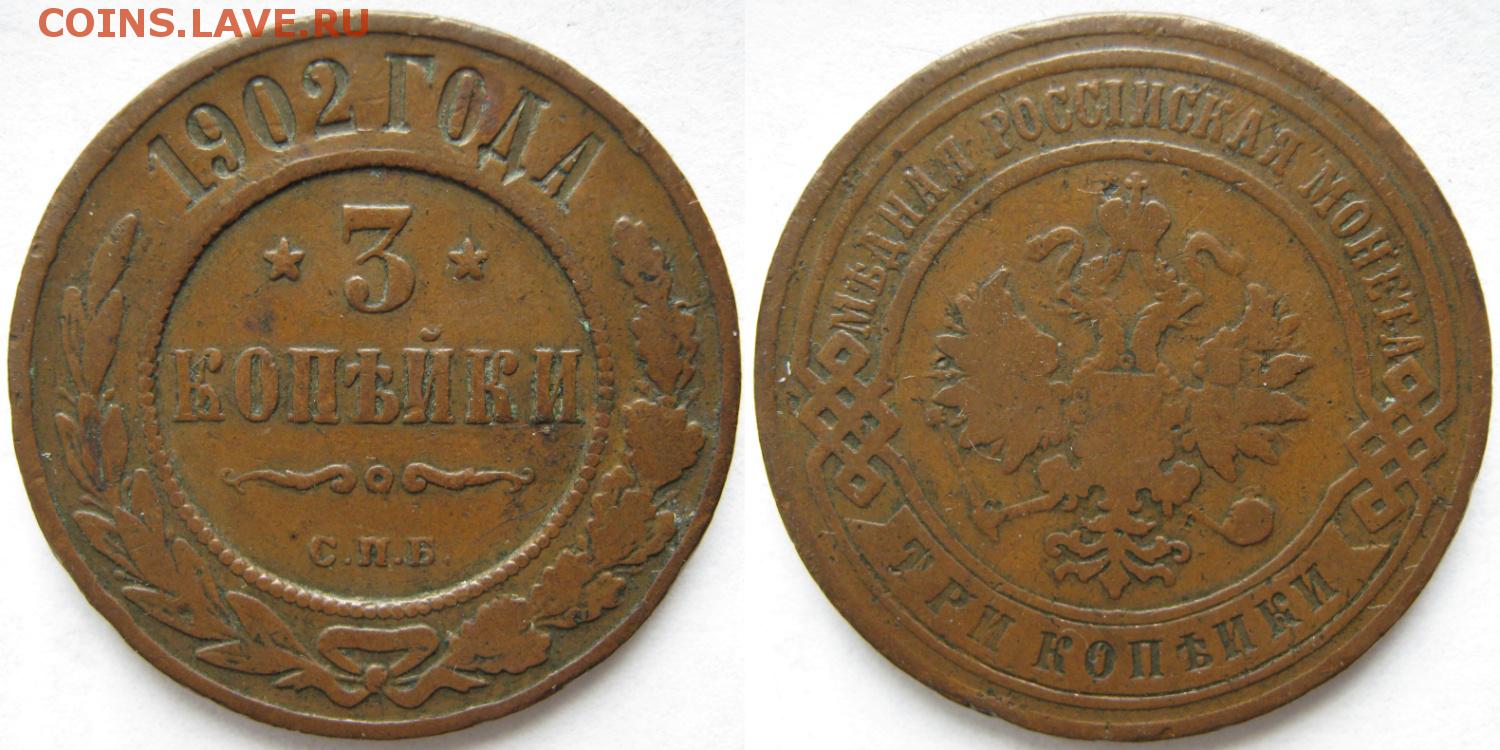 COINS.LAVE.RU
1902 ГОДА
3
КОПѢЙКИ
С.П.Б.
МѢДНАЯ РОССІЙСКАЯ МОНЕТА
ТРИ КОПѢЙКИ